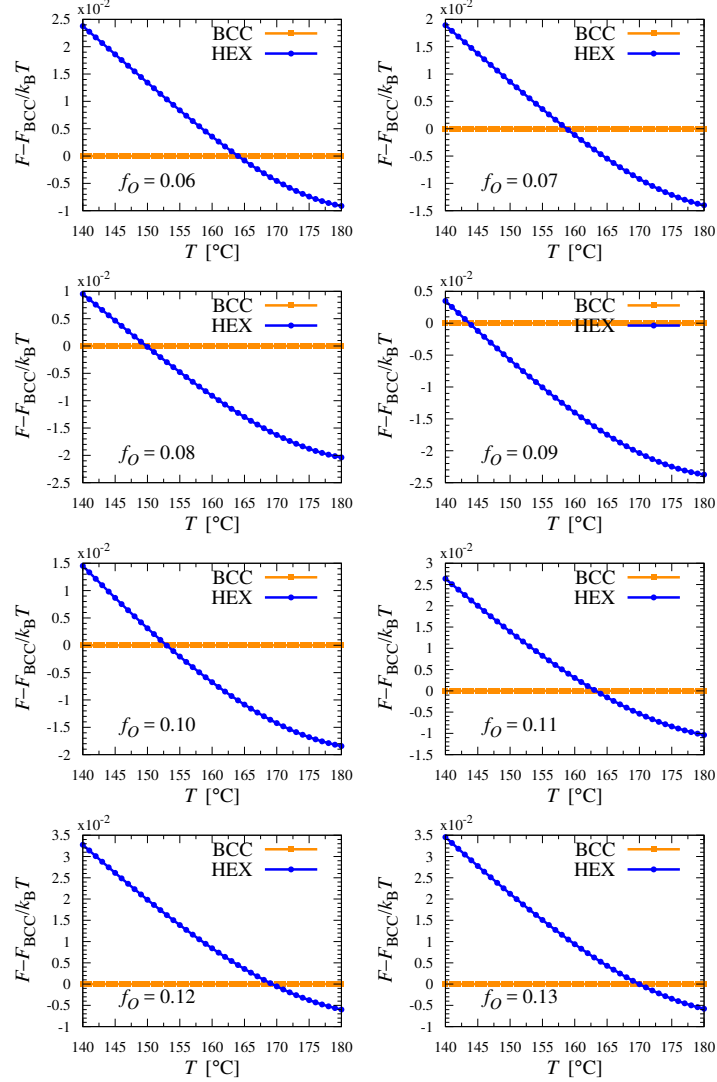 x10⁻²
2.5
2
1.5
1
0.5
0
-0.5
-1
140 145 150 155 160 165 170 175 180
F−F_BCC/k_BT
T [°C]
BCC
HEX
f_O = 0.06
x10⁻²
2
1.5
1
0.5
0
-0.5
-1
-1.5
140 145 150 155 160 165 170 175 180
F−F_BCC/k_BT
T [°C]
BCC
HEX
f_O = 0.07
x10⁻²
1
0.5
0
-0.5
-1
-1.5
-2
-2.5
140 145 150 155 160 165 170 175 180
F−F_BCC/k_BT
T [°C]
BCC
HEX
f_O = 0.08
x10⁻²
0.5
0
-0.5
-1
-1.5
-2
-2.5
140 145 150 155 160 165 170 175 180
F−F_BCC/k_BT
T [°C]
BCC
HEX
f_O = 0.09
x10⁻²
1.5
1
0.5
0
-0.5
-1
-1.5
-2
140 145 150 155 160 165 170 175 180
F−F_BCC/k_BT
T [°C]
BCC
HEX
f_O = 0.10
x10⁻²
3
2.5
2
1.5
1
0.5
0
-0.5
-1
-1.5
140 145 150 155 160 165 170 175 180
F−F_BCC/k_BT
T [°C]
BCC
HEX
f_O = 0.11
x10⁻²
3.5
3
2.5
2
1.5
1
0.5
0
-0.5
-1
140 145 150 155 160 165 170 175 180
F−F_BCC/k_BT
T [°C]
BCC
HEX
f_O = 0.12
x10⁻²
3.5
3
2.5
2
1.5
1
0.5
0
-0.5
-1
140 145 150 155 160 165 170 175 180
F−F_BCC/k_BT
T [°C]
BCC
HEX
f_O = 0.13